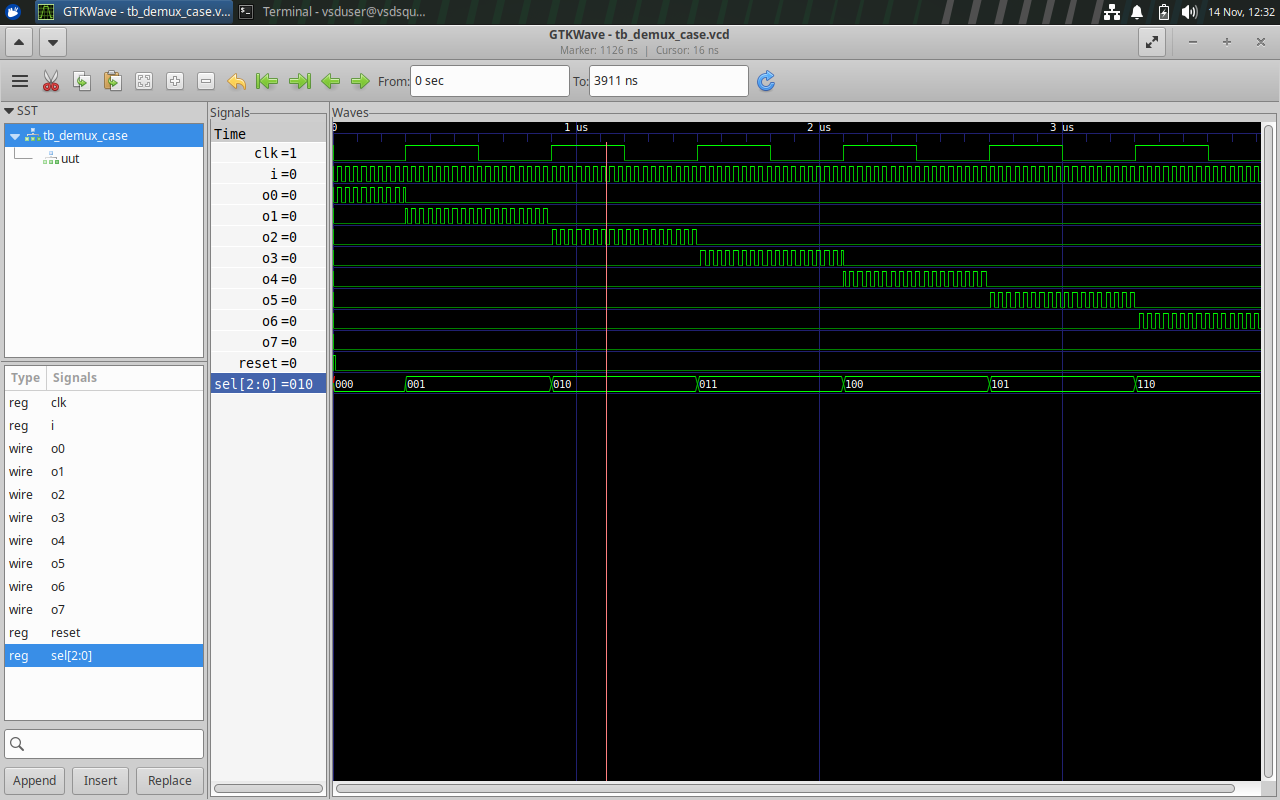 GTKWave - tb_demux_case.v...
Terminal - vsduser@vsdsqu...
14 Nov, 12:32
GTKWave - tb_demux_case.vcd
Marker: 1126 ns | Cursor: 16 ns
From: 0 sec To: 3911 ns
SST
tb_demux_case
uut
Type Signals
reg clk
reg i
wire o0
wire o1
wire o2
wire o3
wire o4
wire o5
wire o6
wire o7
reg reset
reg sel[2:0]
Append Insert Replace
Signals
Time
clk =1
i =0
o0 =0
o1 =0
o2 =0
o3 =0
o4 =0
o5 =0
o6 =0
o7 =0
reset =0
sel[2:0] =010
Waves
0 1 us 2 us 3 us
000 001 010 011 100 101 110